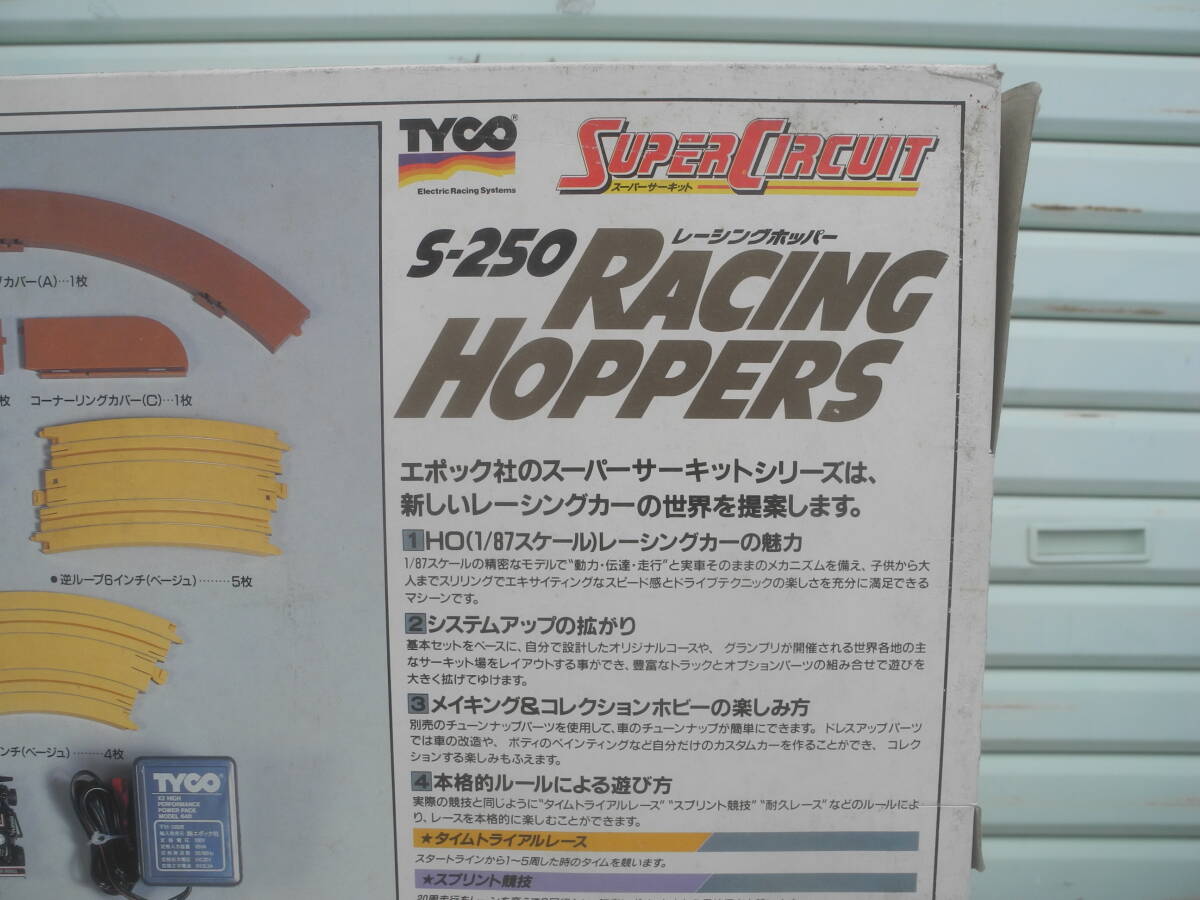 TYCO®
Electric Racing Systems
SUPER CIRCUIT
スーパーサーキット
レーシングホッパー
S-250 RACING
HOPPERS
カバー(A)…1枚
枚 コーナーリングカバー(C)…1枚
●逆ループ6インチ(ベージュ)………5枚
ンチ(ベージュ)………4枚
TYCO
X2 HIGH
PERFORMANCE
POWER PACK
MODEL 640
エポック社のスーパーサーキットシリーズは、
新しいレーシングカーの世界を提案します。
1 HO(1/87スケール)レーシングカーの魅力
1/87スケールの精密なモデルで“動力・伝達・走行”と実車そのままのメカニズムを備え、子供から大
人までスリリングでエキサイティングなスピード感とドライブテクニックの楽しさを充分に満足できる
マシーンです。
2 システムアップの拡がり
基本セットをベースに、自分で設計したオリジナルコースや、グランプリが開催される世界各地の主
なサーキット場をレイアウトする事ができ、豊富なトラックとオプションパーツの組み合せで遊びを
大きく拡げてゆけます。
3 メイキング&コレクションホビーの楽しみ方
別売のチューンナップパーツを使用して、車のチューンナップが簡単にできます。ドレスアップパーツ
では車の改造や、ボディのペインティングなど自分だけのカスタムカーを作ることができ、コレク
ションする楽しみもふえます。
4 本格的ルールによる遊び方
実際の競技と同じように“タイムトライアルレース”“スプリント競技”“耐久レース”などのルールによ
り、レースを本格的に楽しむことができます。
★タイムトライアルレース
スタートラインから1〜5周した時のタイムを競います。
★スプリント競技